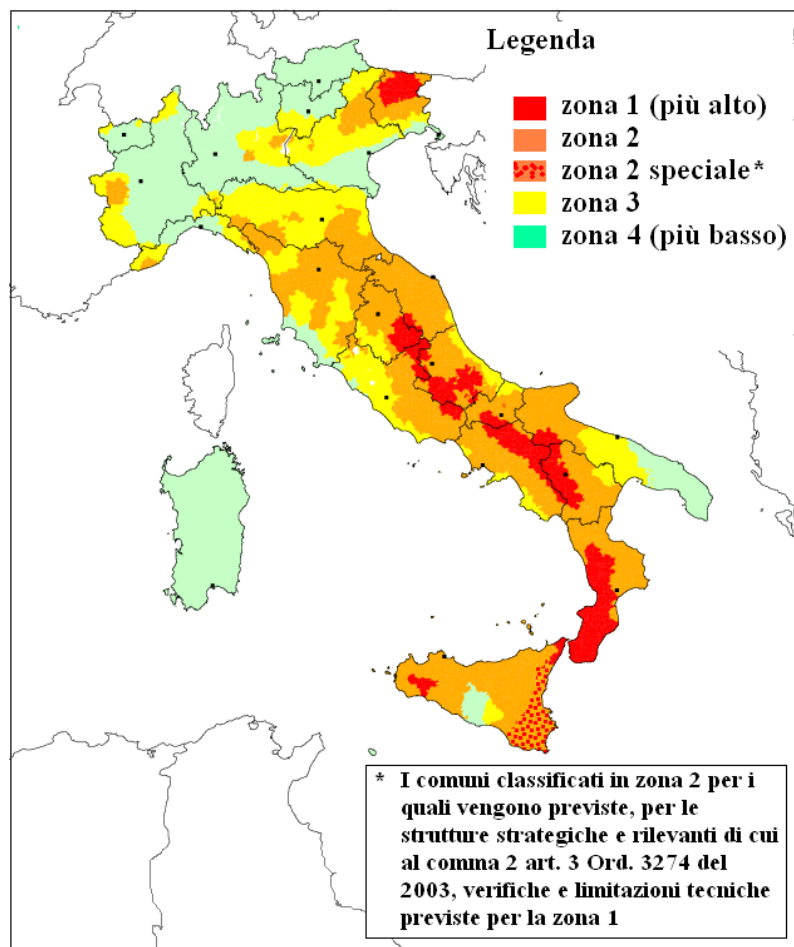 Legenda
zona 1 (più alto)
zona 2
zona 2 speciale*
zona 3
zona 4 (più basso)
* I comuni classificati in zona 2 per i
quali vengono previste, per le
strutture strategiche e rilevanti di cui
al comma 2 art. 3 Ord. 3274 del
2003, verifiche e limitazioni tecniche
previste per la zona 1